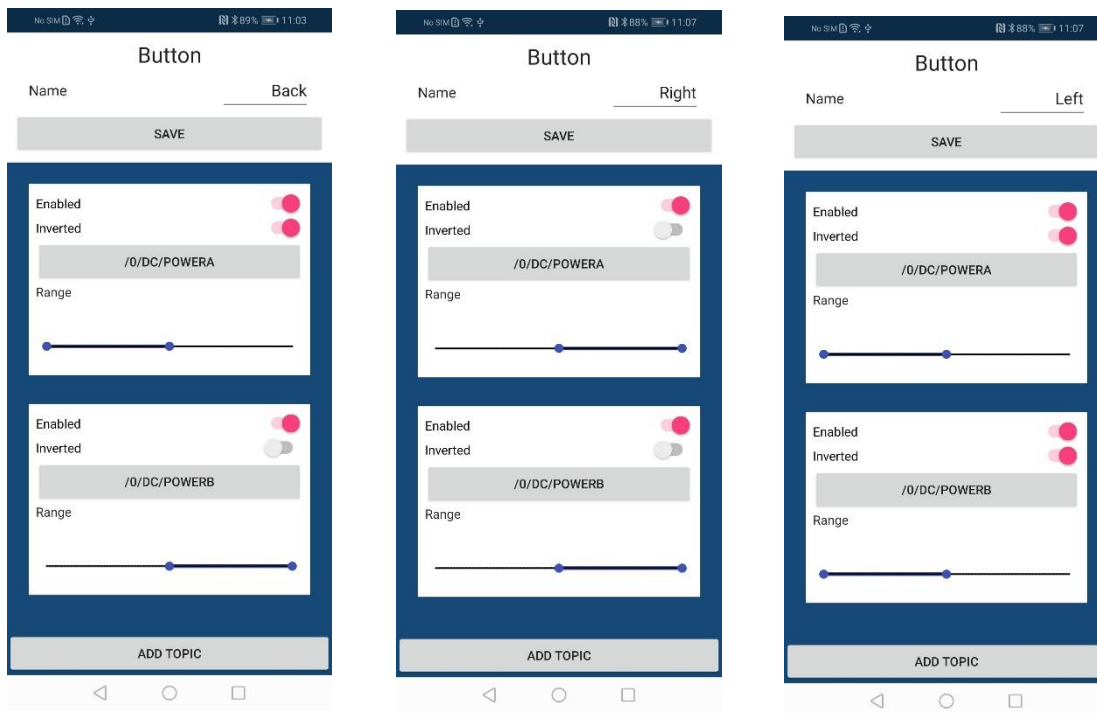 No SIM 89% 11:03
Button
Name Back
SAVE
Enabled
Inverted
/0/DC/POWERA
Range
Enabled
Inverted
/0/DC/POWERB
Range
ADD TOPIC
No SIM 88% 11:07
Button
Name Right
SAVE
Enabled
Inverted
/0/DC/POWERA
Range
Enabled
Inverted
/0/DC/POWERB
Range
ADD TOPIC
No SIM 88% 11:07
Button
Name Left
SAVE
Enabled
Inverted
/0/DC/POWERA
Range
Enabled
Inverted
/0/DC/POWERB
Range
ADD TOPIC